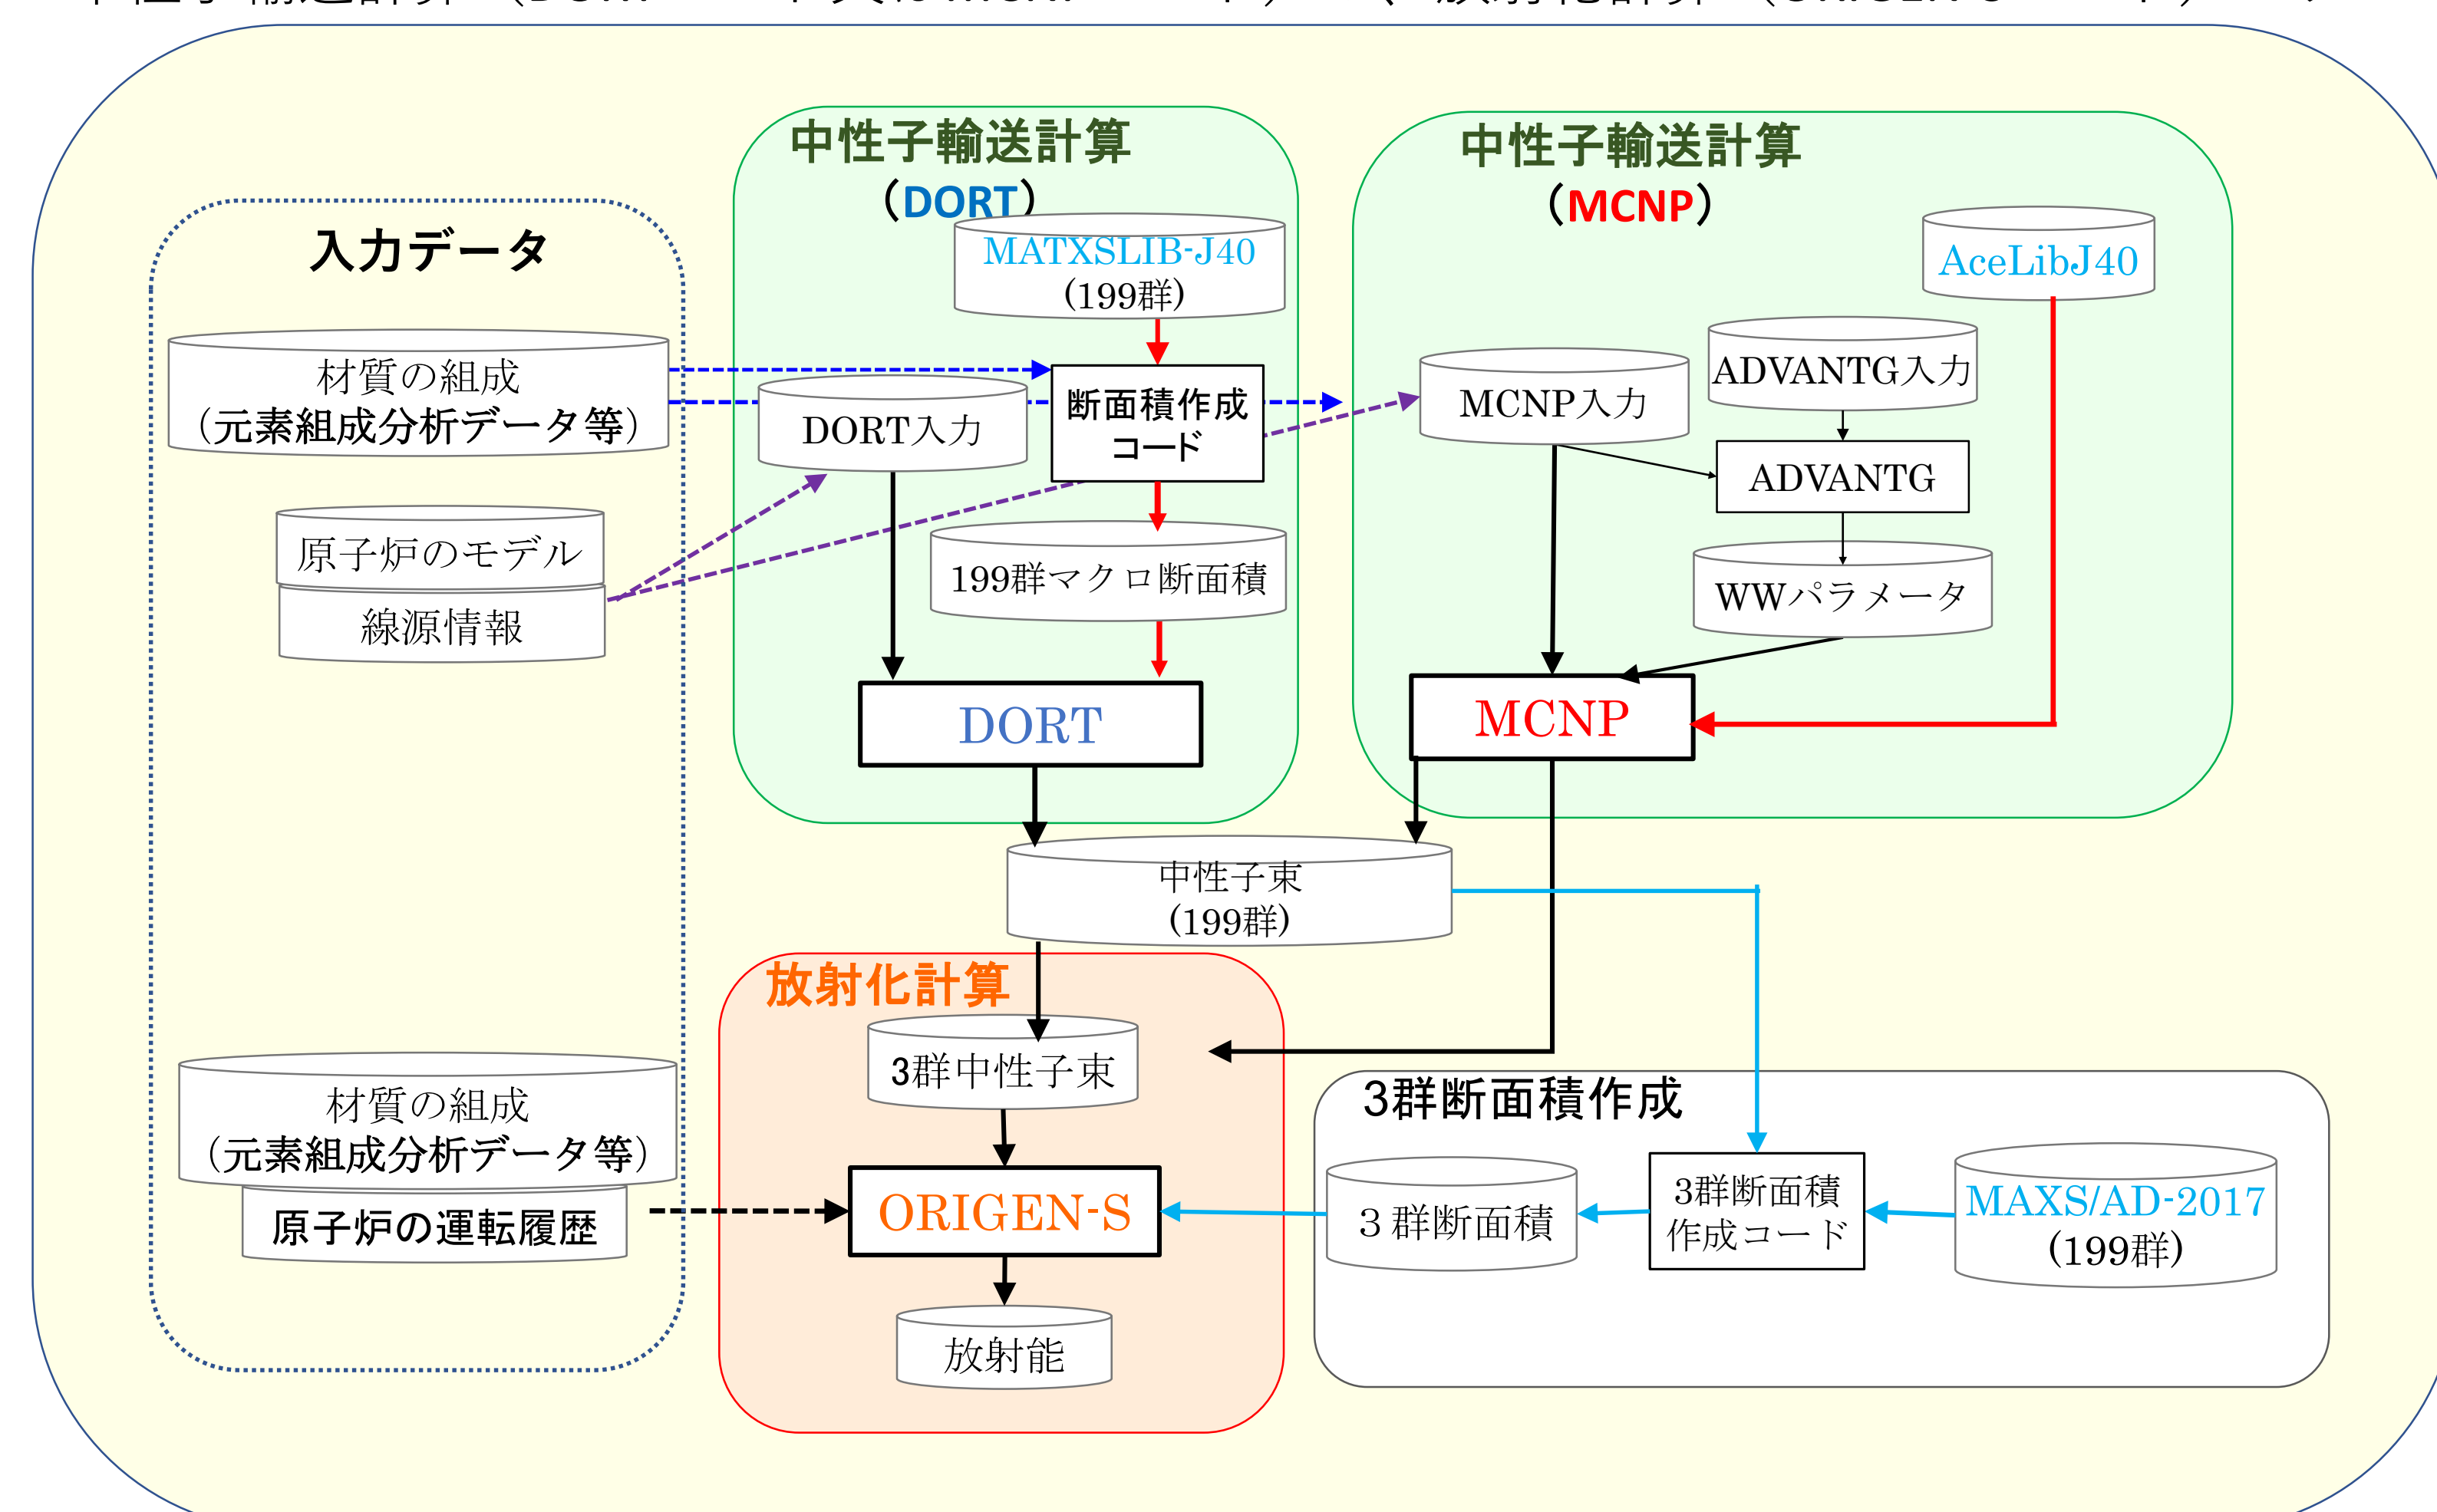 入力データ
材質の組成
（元素組成分析データ等）
原子炉のモデル
線源情報
材質の組成
（元素組成分析データ等）
原子炉の運転履歴
中性子輸送計算
（DORT）
MATXSLIB-J40
(199群)
断面積作成
コード
DORT入力
199群マクロ断面積
DORT
中性子輸送計算
（MCNP）
AceLibJ40
ADVANTG入力
MCNP入力
ADVANTG
WWパラメータ
MCNP
中性子束
(199群)
放射化計算
3群中性子束
ORIGEN-S
放射能
3群断面積作成
３群断面積
3群断面積
作成コード
MAXS/AD-2017
(199群)